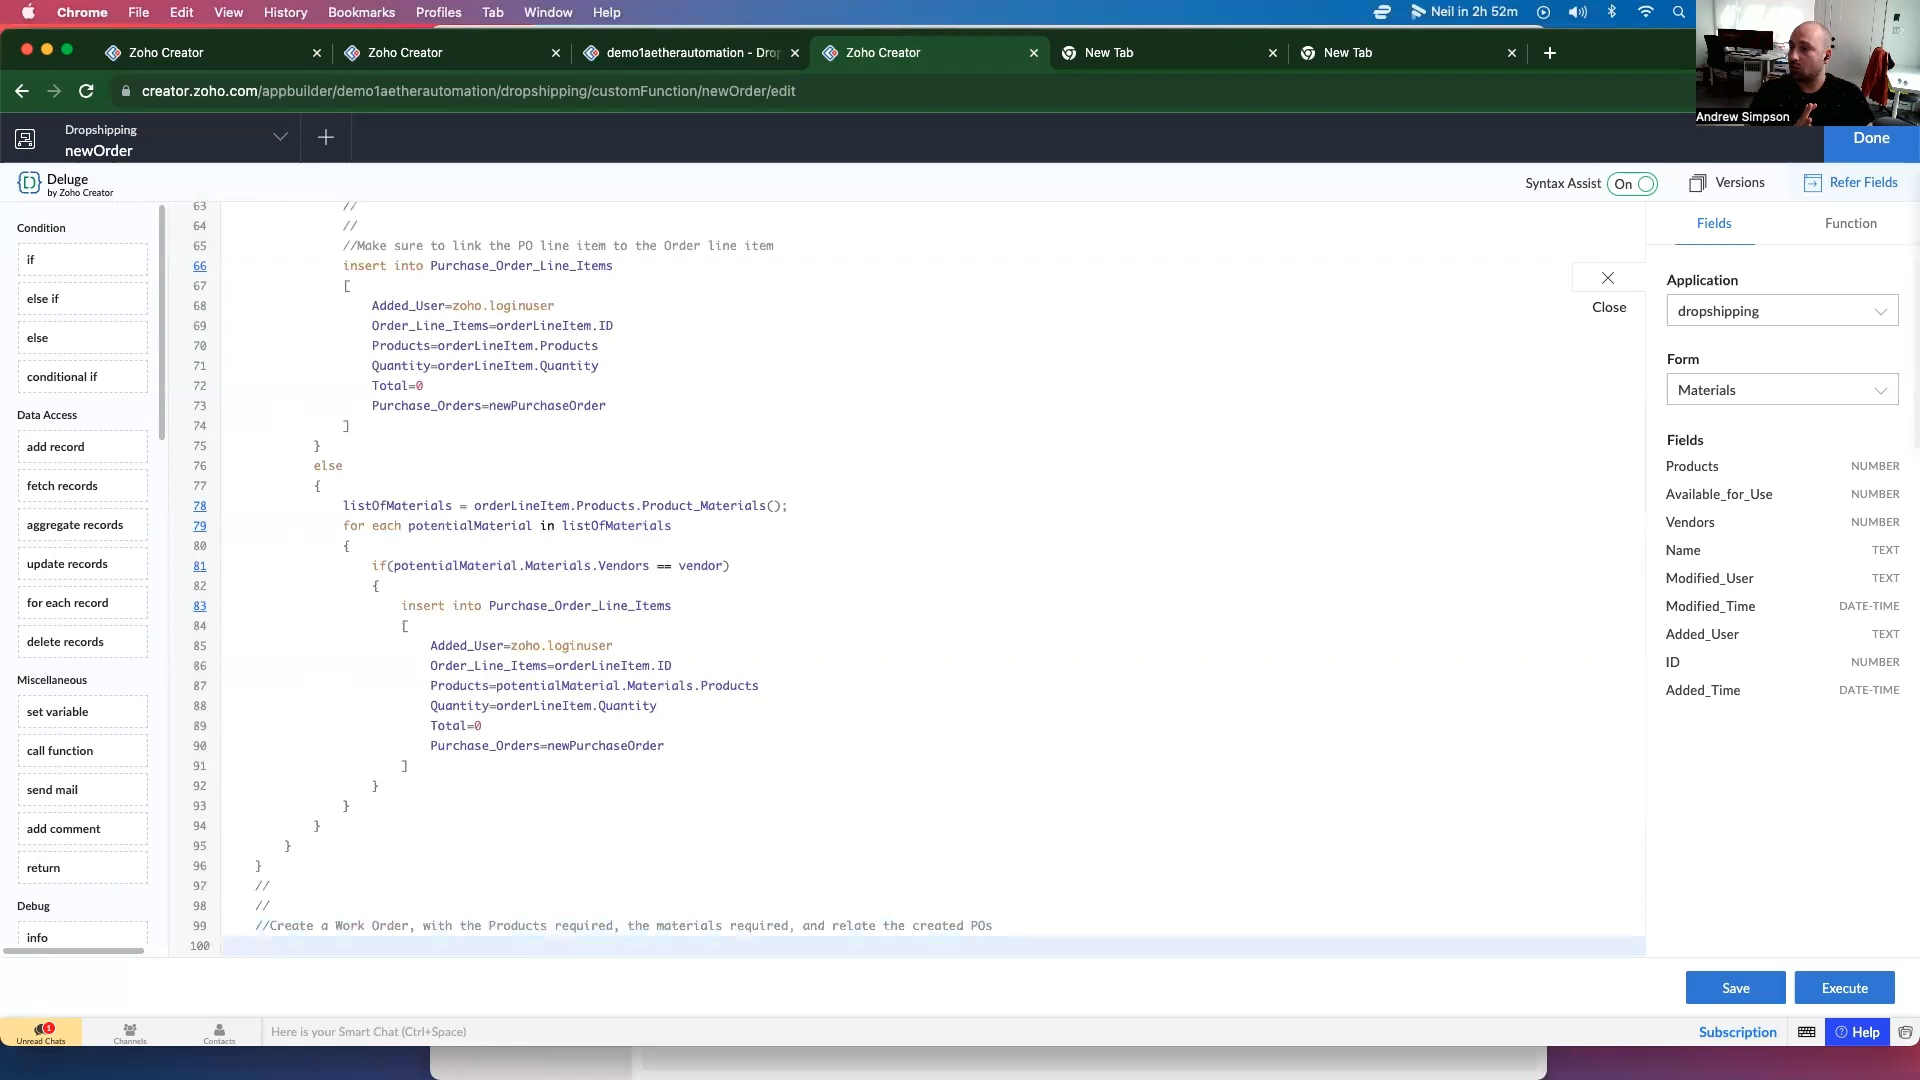 Chrome File Edit View History Bookmarks Profiles Tab Window Help
Neil in 2h 52m
Zoho Creator
Zoho Creator
demo1aetherautomation - Dro
Zoho Creator
New Tab
New Tab
creator.zoho.com/appbuilder/demo1aetherautomation/dropshipping/customFunction/newOrder/edit
Andrew Simpson
Dropshipping
newOrder
Done
Deluge
by Zoho Creator
Syntax Assist On
Versions
Refer Fields
Condition
if
else if
else
conditional if
Data Access
add record
fetch records
aggregate records
update records
for each record
delete records
Miscellaneous
set variable
call function
send mail
add comment
return
Debug
info
63 //
64 //
65 //Make sure to link the PO line item to the Order line item
66 insert into Purchase_Order_Line_Items
67 [
68 Added_User=zoho.loginuser
69 Order_Line_Items=orderLineItem.ID
70 Products=orderLineItem.Products
71 Quantity=orderLineItem.Quantity
72 Total=0
73 Purchase_Orders=newPurchaseOrder
74 ]
75 }
76 else
77 {
78 listOfMaterials = orderLineItem.Products.Product_Materials();
79 for each potentialMaterial in listOfMaterials
80 {
81 if(potentialMaterial.Materials.Vendors == vendor)
82 {
83 insert into Purchase_Order_Line_Items
84 [
85 Added_User=zoho.loginuser
86 Order_Line_Items=orderLineItem.ID
87 Products=potentialMaterial.Materials.Products
88 Quantity=orderLineItem.Quantity
89 Total=0
90 Purchase_Orders=newPurchaseOrder
91 ]
92 }
93 }
94 }
95 }
96 }
97 //
98 //
99 //Create a Work Order, with the Products required, the materials required, and relate the created POs
100
Close
Fields Function
Application
dropshipping
Form
Materials
Fields
Products NUMBER
Available_for_Use NUMBER
Vendors NUMBER
Name TEXT
Modified_User TEXT
Modified_Time DATE-TIME
Added_User TEXT
ID NUMBER
Added_Time DATE-TIME
Save Execute
1
Unread Chats
Channels
Contacts
Here is your Smart Chat (Ctrl+Space)
Subscription
Help